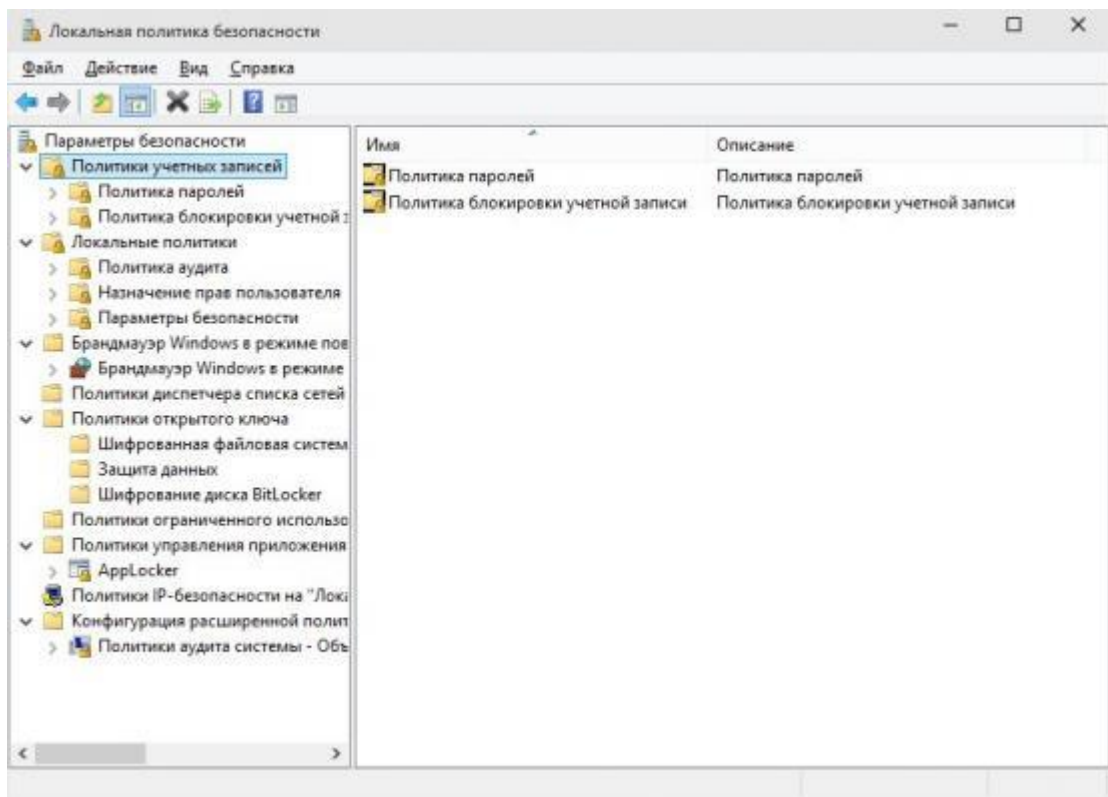 Локальная политика безопасности
Файл Действие Вид Справка
Параметры безопасности
Политики учетных записей
Политика паролей
Политика блокировки учетной з
Локальные политики
Политика аудита
Назначение прав пользователя
Параметры безопасности
Брандмауэр Windows в режиме пов
Брандмауэр Windows в режиме
Политики диспетчера списка сетей
Политики открытого ключа
Шифрованная файловая систем
Защита данных
Шифрование диска BitLocker
Политики ограниченного использо
Политики управления приложения
AppLocker
Политики IP-безопасности на "Лока
Конфигурация расширенной полит
Политики аудита системы - Объ
Имя Описание
Политика паролей Политика паролей
Политика блокировки учетной записи Политика блокировки учетной записи